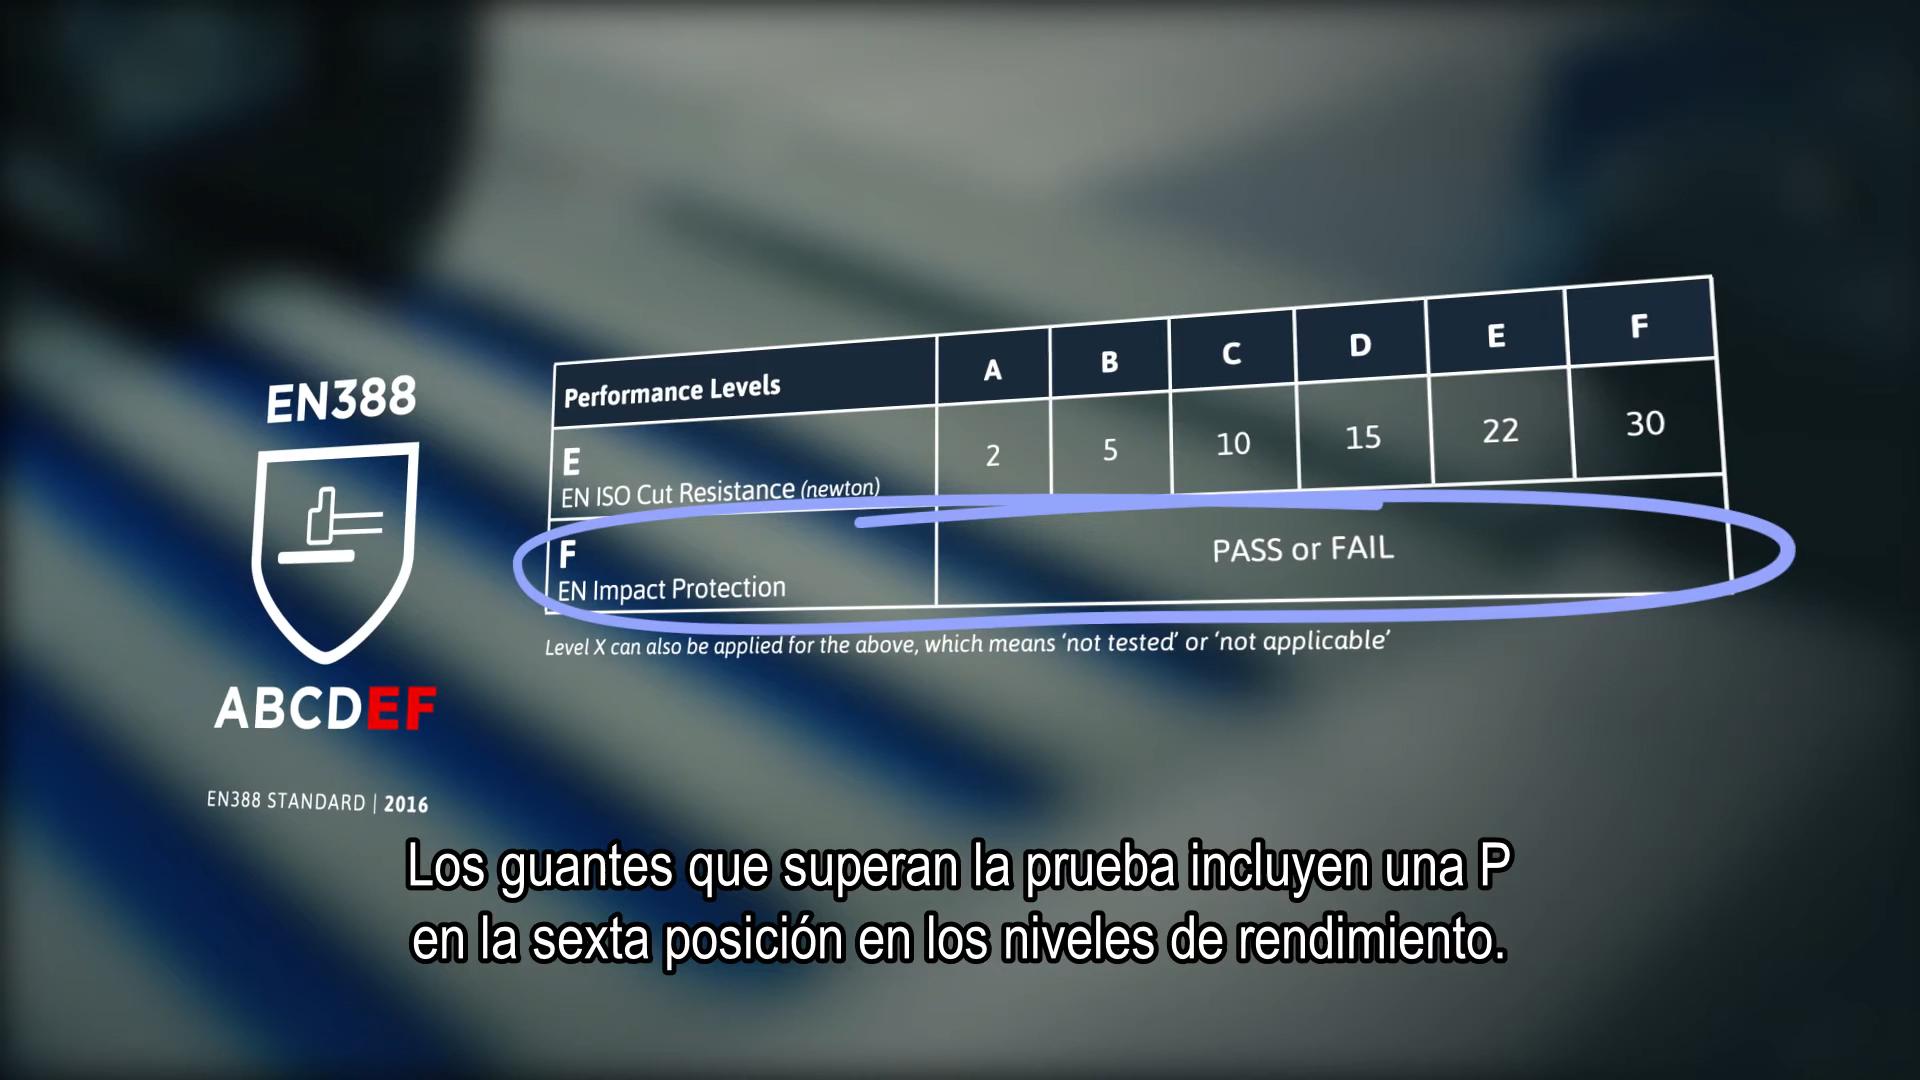 EN388
ABCDEF
EN388 STANDARD | 2016
Performance Levels A B C D E F
E
EN ISO Cut Resistance (newton) 2 5 10 15 22 30
F
EN Impact Protection PASS or FAIL
Level X can also be applied for the above, which means ‘not tested’ or ‘not applicable’
Los guantes que superan la prueba incluyen una P
en la sexta posición en los niveles de rendimiento.